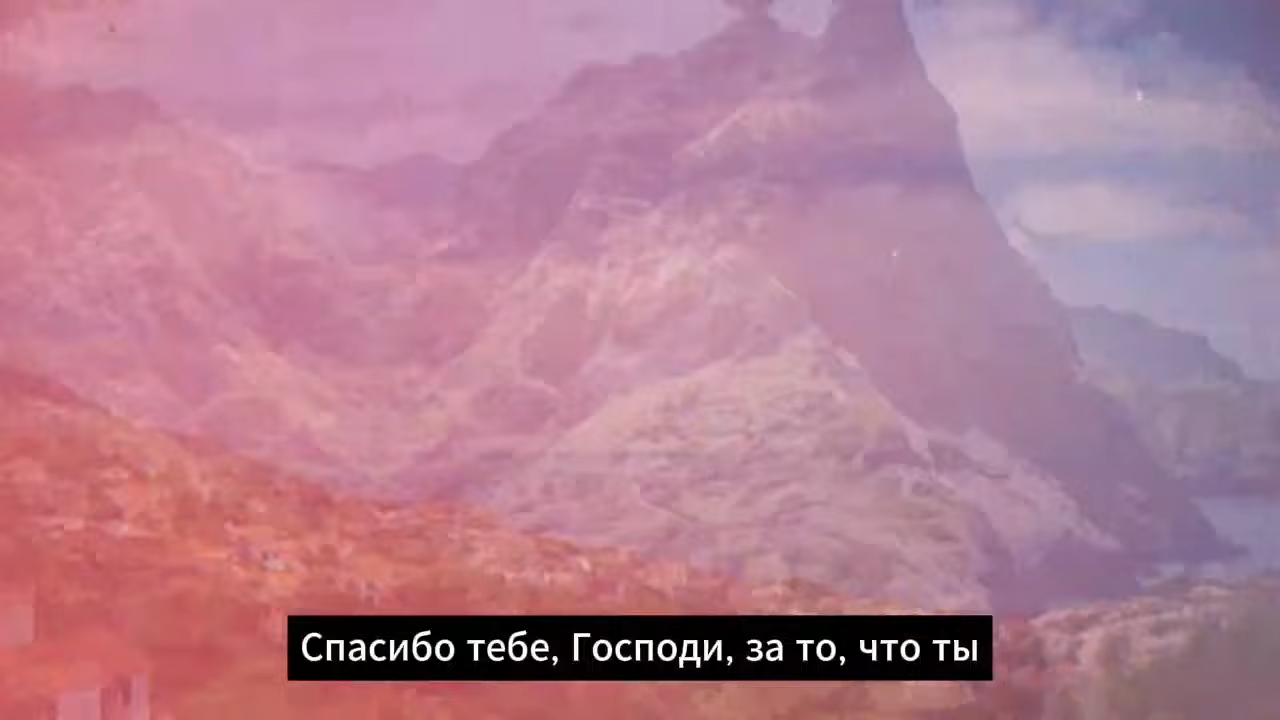 Спасибо тебе, Господи, за то, что ты